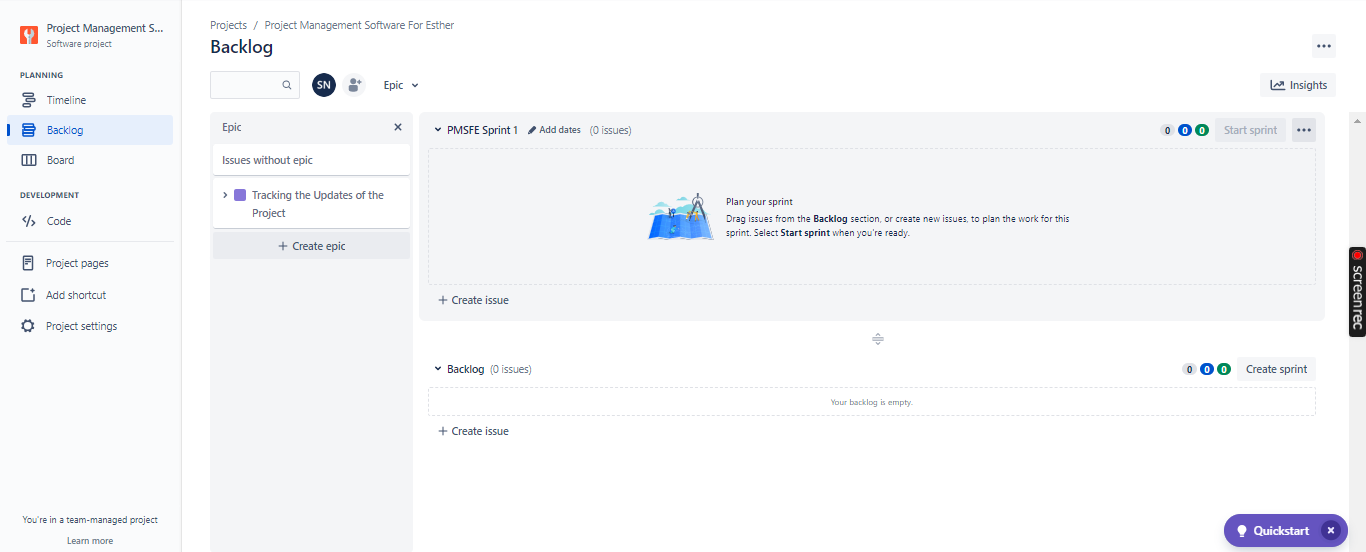 Project Management S...
Software project
PLANNING
Timeline
Backlog
Board
DEVELOPMENT
Code
Project pages
Add shortcut
Project settings
You're in a team-managed project
Learn more
Projects / Project Management Software For Esther
Backlog
SN
Epic
Insights
Epic
Issues without epic
Tracking the Updates of the
Project
+ Create epic
PMSFE Sprint 1 Add dates (0 issues)
0 0 0 Start sprint
Plan your sprint
Drag issues from the Backlog section, or create new issues, to plan the work for this
sprint. Select Start sprint when you're ready.
+ Create issue
Backlog (0 issues)
0 0 0 Create sprint
Your backlog is empty.
+ Create issue
Quickstart
screenrec